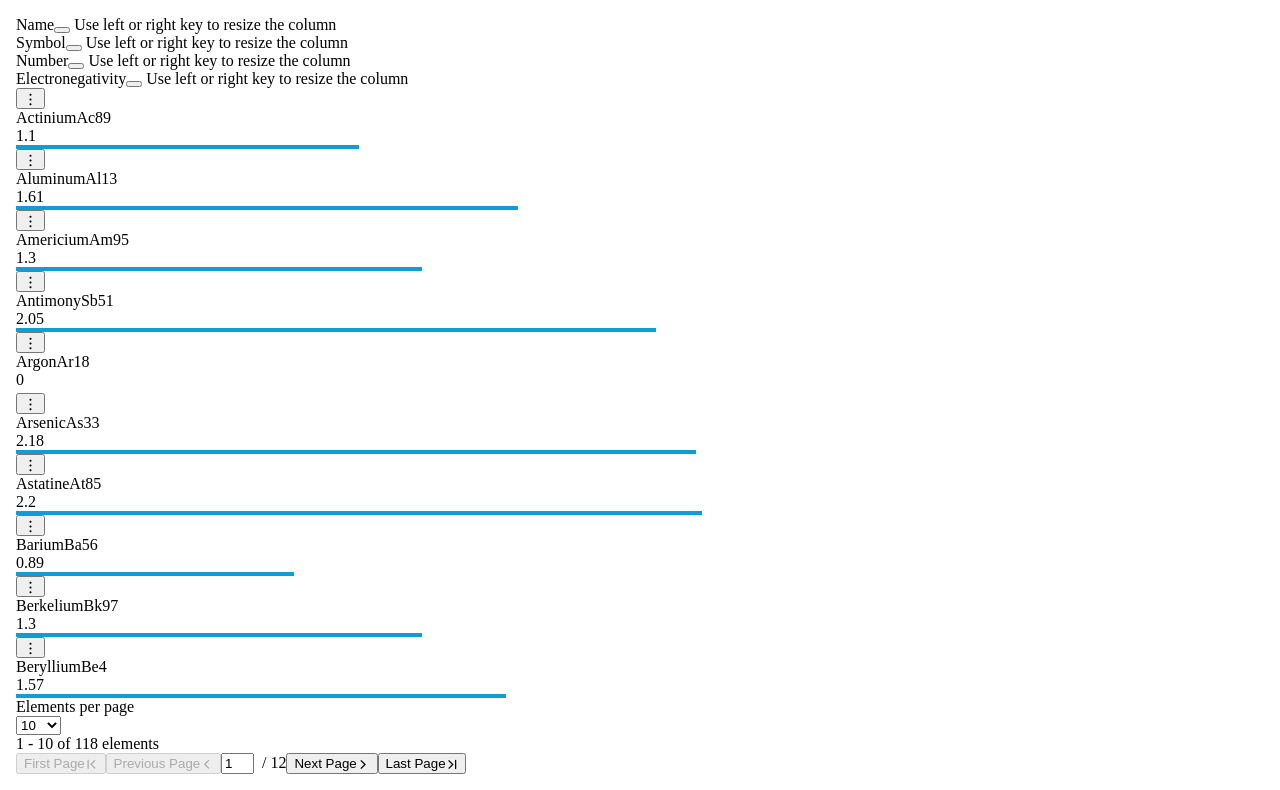 Name Use left or right key to resize the column
Symbol Use left or right key to resize the column
Number Use left or right key to resize the column
Electronegativity Use left or right key to resize the column
ActiniumAc89
1.1
AluminumAl13
1.61
AmericiumAm95
1.3
AntimonySb51
2.05
ArgonAr18
0
ArsenicAs33
2.18
AstatineAt85
2.2
BariumBa56
0.89
BerkeliumBk97
1.3
BerylliumBe4
1.57
Elements per page
10
1 - 10 of 118 elements
First Page Previous Page 1 / 12 Next Page Last Page